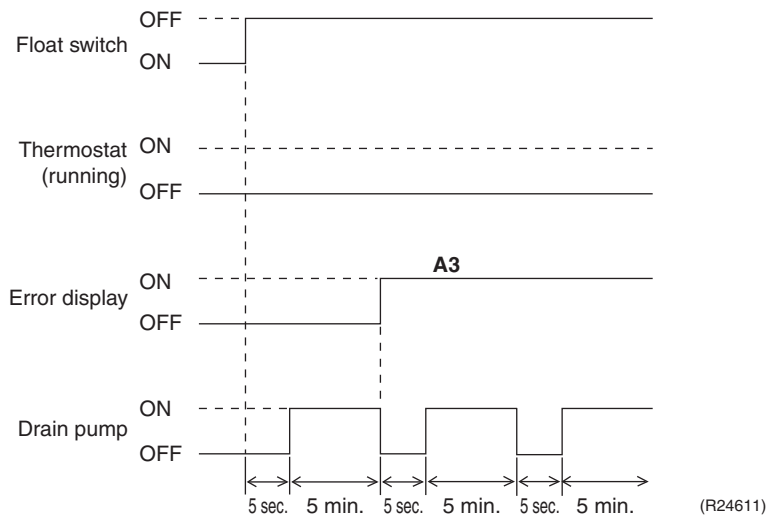 OFF
Float switch
ON
Thermostat
(running)
ON
OFF
A3
ON
Error display
OFF
ON
Drain pump
OFF
5 sec. 5 min. 5 sec. 5 min. 5 sec. 5 min.
(R24611)